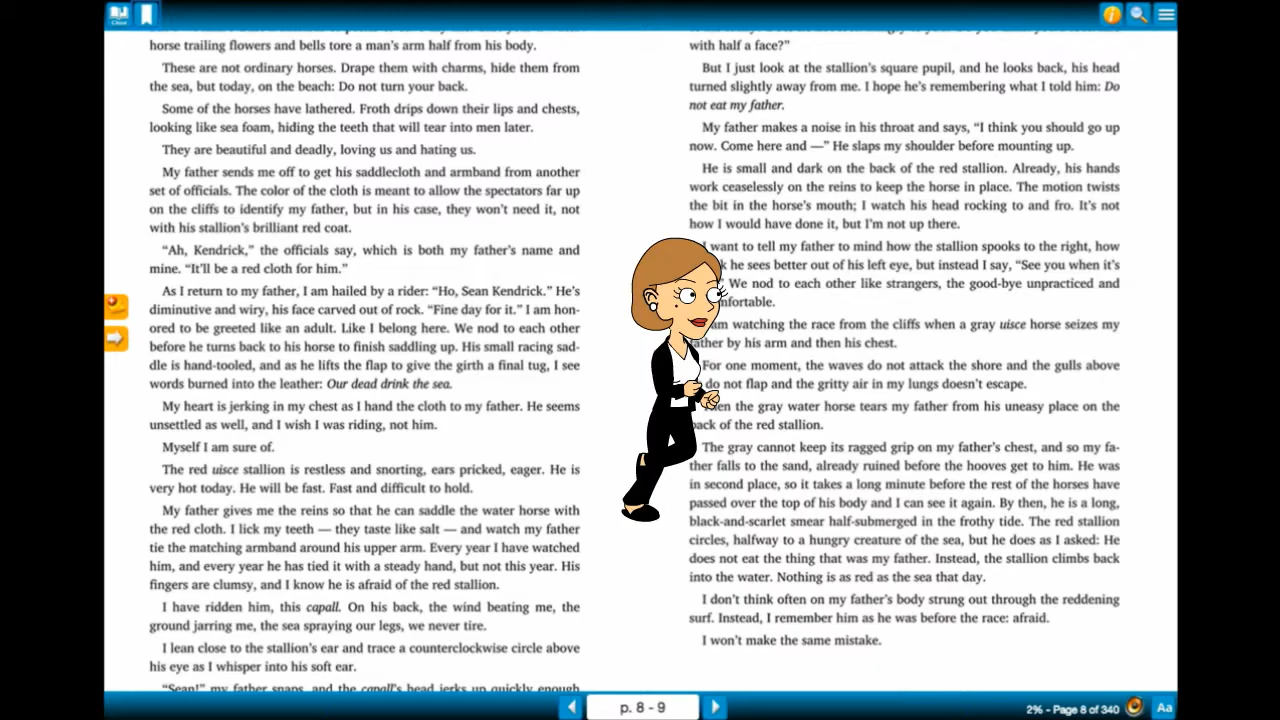 horse trailing flowers and bells tore a man's arm half from his body.
These are not ordinary horses. Drape them with charms, hide them from
the sea, but today, on the beach: Do not turn your back.
Some of the horses have lathered. Froth drips down their lips and chests,
looking like sea foam, hiding the teeth that will tear into men later.
They are beautiful and deadly, loving us and hating us.
My father sends me off to get his saddlecloth and armband from another
set of officials. The color of the cloth is meant to allow the spectators far up
on the cliffs to identify my father, but in his case, they won't need it, not
with his stallion's brilliant red coat.
“Ah, Kendrick,” the officials say, which is both my father's name and
mine. “It'll be a red cloth for him.”
As I return to my father, I am hailed by a rider: “Ho, Sean Kendrick.” He's
diminutive and wiry, his face carved out of rock. “Fine day for it.” I am hon-
ored to be greeted like an adult. Like I belong here. We nod to each other
before he turns back to his horse to finish saddling up. His small racing sad-
dle is hand-tooled, and as he lifts the flap to give the girth a final tug, I see
words burned into the leather: Our dead drink the sea.
My heart is jerking in my chest as I hand the cloth to my father. He seems
unsettled as well, and I wish I was riding, not him.
Myself I am sure of.
The red uisce stallion is restless and snorting, ears pricked, eager. He is
very hot today. He will be fast. Fast and difficult to hold.
My father gives me the reins so that he can saddle the water horse with
the red cloth. I lick my teeth — they taste like salt — and watch my father
tie the matching armband around his upper arm. Every year I have watched
him, and every year he has tied it with a steady hand, but not this year. His
fingers are clumsy, and I know he is afraid of the red stallion.
I have ridden him, this capall. On his back, the wind beating me, the
ground jarring me, the sea spraying our legs, we never tire.
I lean close to the stallion's ear and trace a counterclockwise circle above
his eye as I whisper into his soft ear.
“Sean!” my father snaps, and the capall's head jerks up quickly enough
with half a face?”
But I just look at the stallion's square pupil, and he looks back, his head
turned slightly away from me. I hope he's remembering what I told him: Do
not eat my father.
My father makes a noise in his throat and says, “I think you should go up
now. Come here and —” He slaps my shoulder before mounting up.
He is small and dark on the back of the red stallion. Already, his hands
work ceaselessly on the reins to keep the horse in place. The motion twists
the bit in the horse's mouth; I watch his head rocking to and fro. It's not
how I would have done it, but I'm not up there.
I want to tell my father to mind how the stallion spooks to the right, how
he sees better out of his left eye, but instead I say, “See you when it's
We nod to each other like strangers, the good-bye unpracticed and
am watching the race from the cliffs when a gray uisce horse seizes my
father by his arm and then his chest.
For one moment, the waves do not attack the shore and the gulls above
do not flap and the gritty air in my lungs doesn't escape.
Then the gray water horse tears my father from his uneasy place on the
back of the red stallion.
The gray cannot keep its ragged grip on my father's chest, and so my fa-
ther falls to the sand, already ruined before the hooves get to him. He was
in second place, so it takes a long minute before the rest of the horses have
passed over the top of his body and I can see it again. By then, he is a long,
black-and-scarlet smear half-submerged in the frothy tide. The red stallion
circles, halfway to a hungry creature of the sea, but he does as I asked: He
does not eat the thing that was my father. Instead, the stallion climbs back
into the water. Nothing is as red as the sea that day.
I don't think often on my father's body strung out through the reddening
surf. Instead, I remember him as he was before the race: afraid.
I won't make the same mistake.
p. 8 - 9
2% - Page 8 of 340
Aa